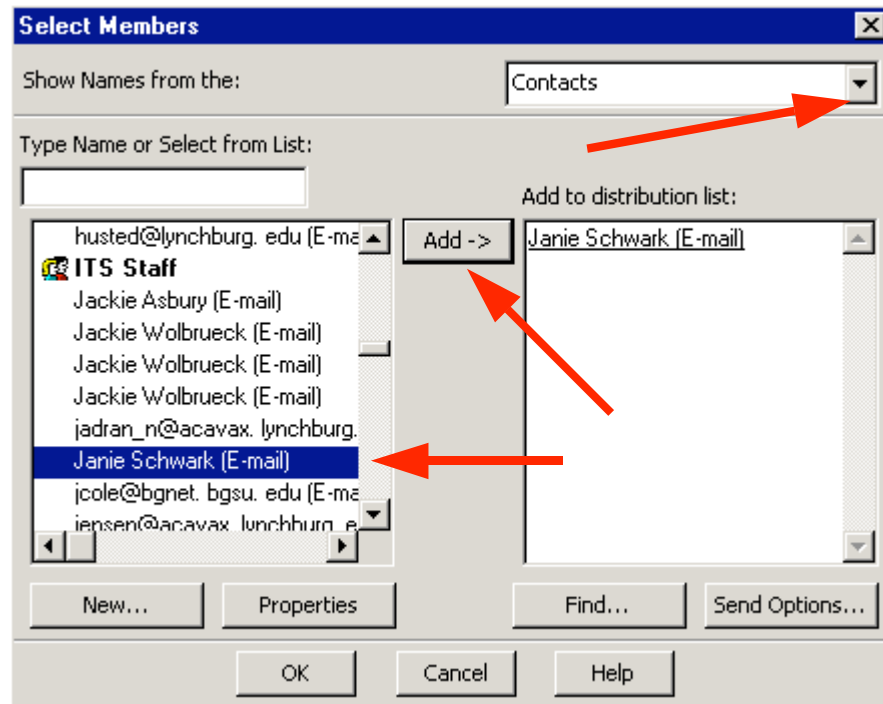 Select Members
Show Names from the:
Contacts
Type Name or Select from List:
Add to distribution list:
husted@lynchburg. edu (E-ma
Add ->
Janie Schwark (E-mail)
ITS Staff
Jackie Asbury (E-mail)
Jackie Wolbrueck (E-mail)
Jackie Wolbrueck (E-mail)
Jackie Wolbrueck (E-mail)
jadran_n@acavax. lynchburg.
Janie Schwark (E-mail)
jcole@bgnet. bgsu. edu (E-ma
jensen@acavax. lynchburg. e
New...
Properties
Find...
Send Options...
OK
Cancel
Help